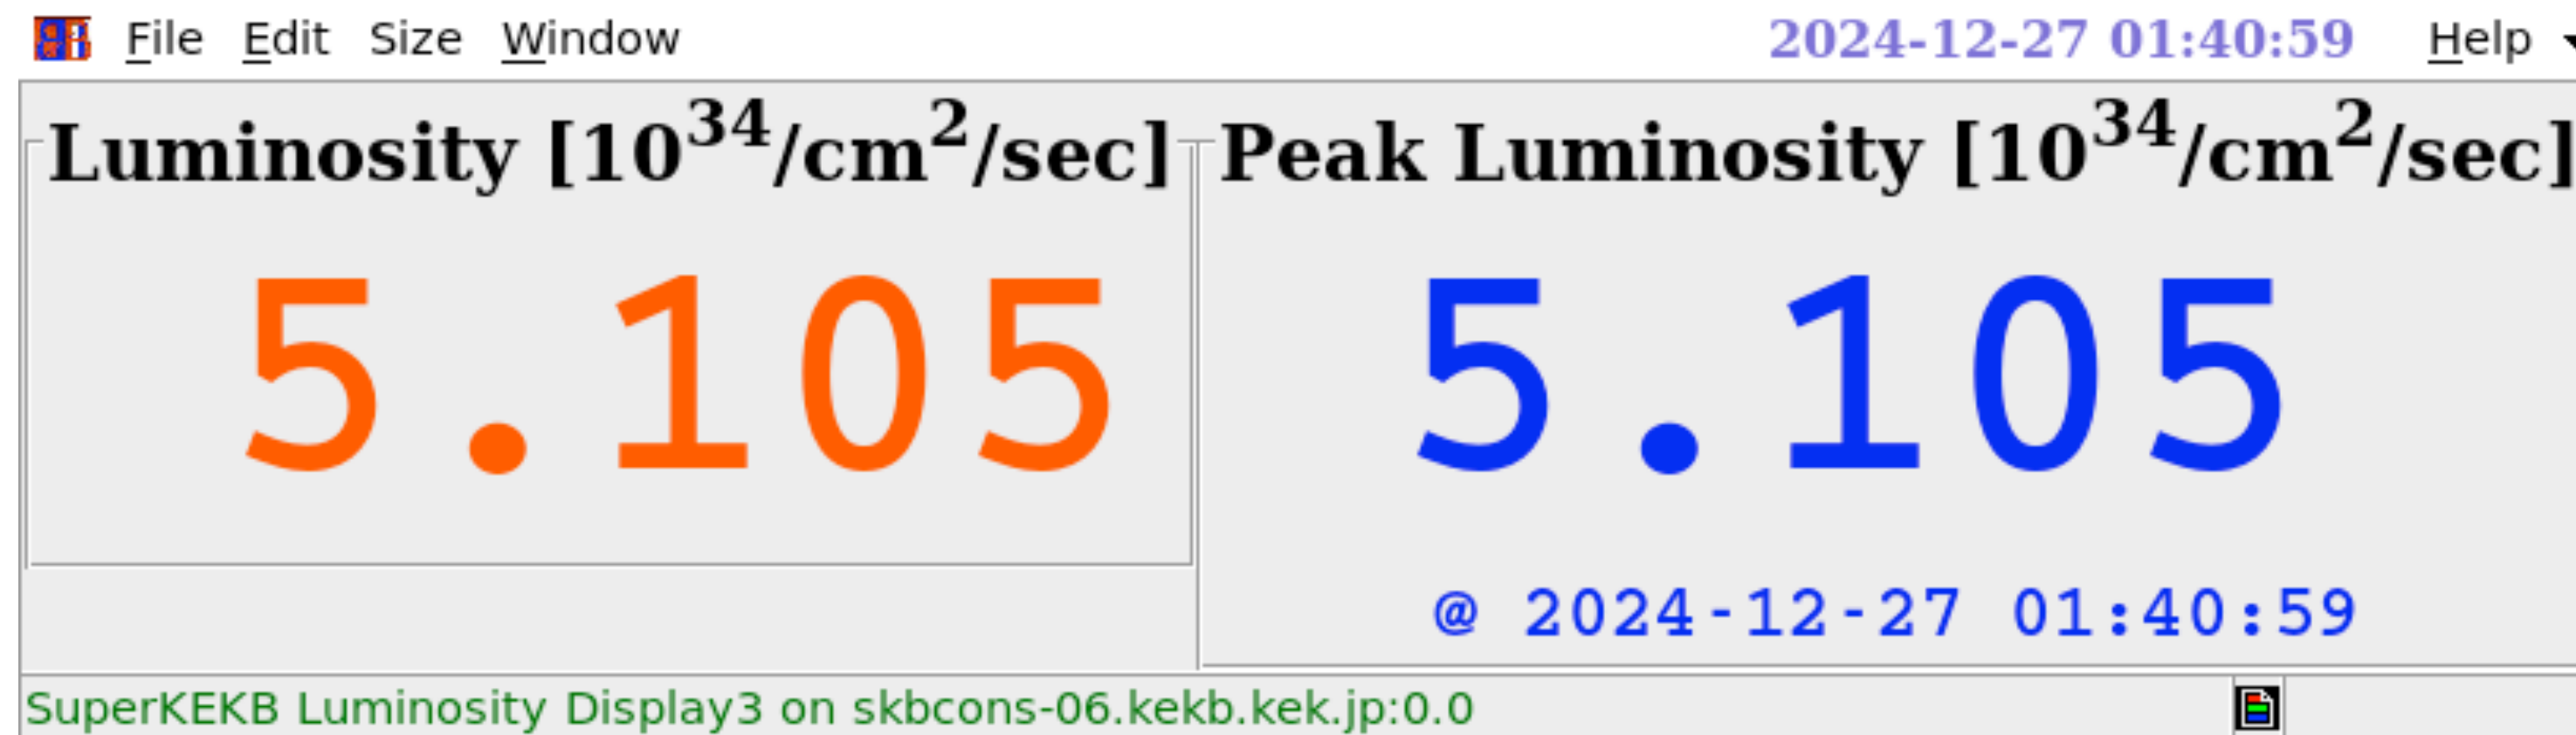 File Edit Size Window 2024-12-27 01:40:59 Help
Luminosity [10³⁴/cm²/sec] Peak Luminosity [10³⁴/cm²/sec]
5.105 5.105
@ 2024-12-27 01:40:59
SuperKEKB Luminosity Display3 on skbcons-06.kekb.kek.jp:0.0